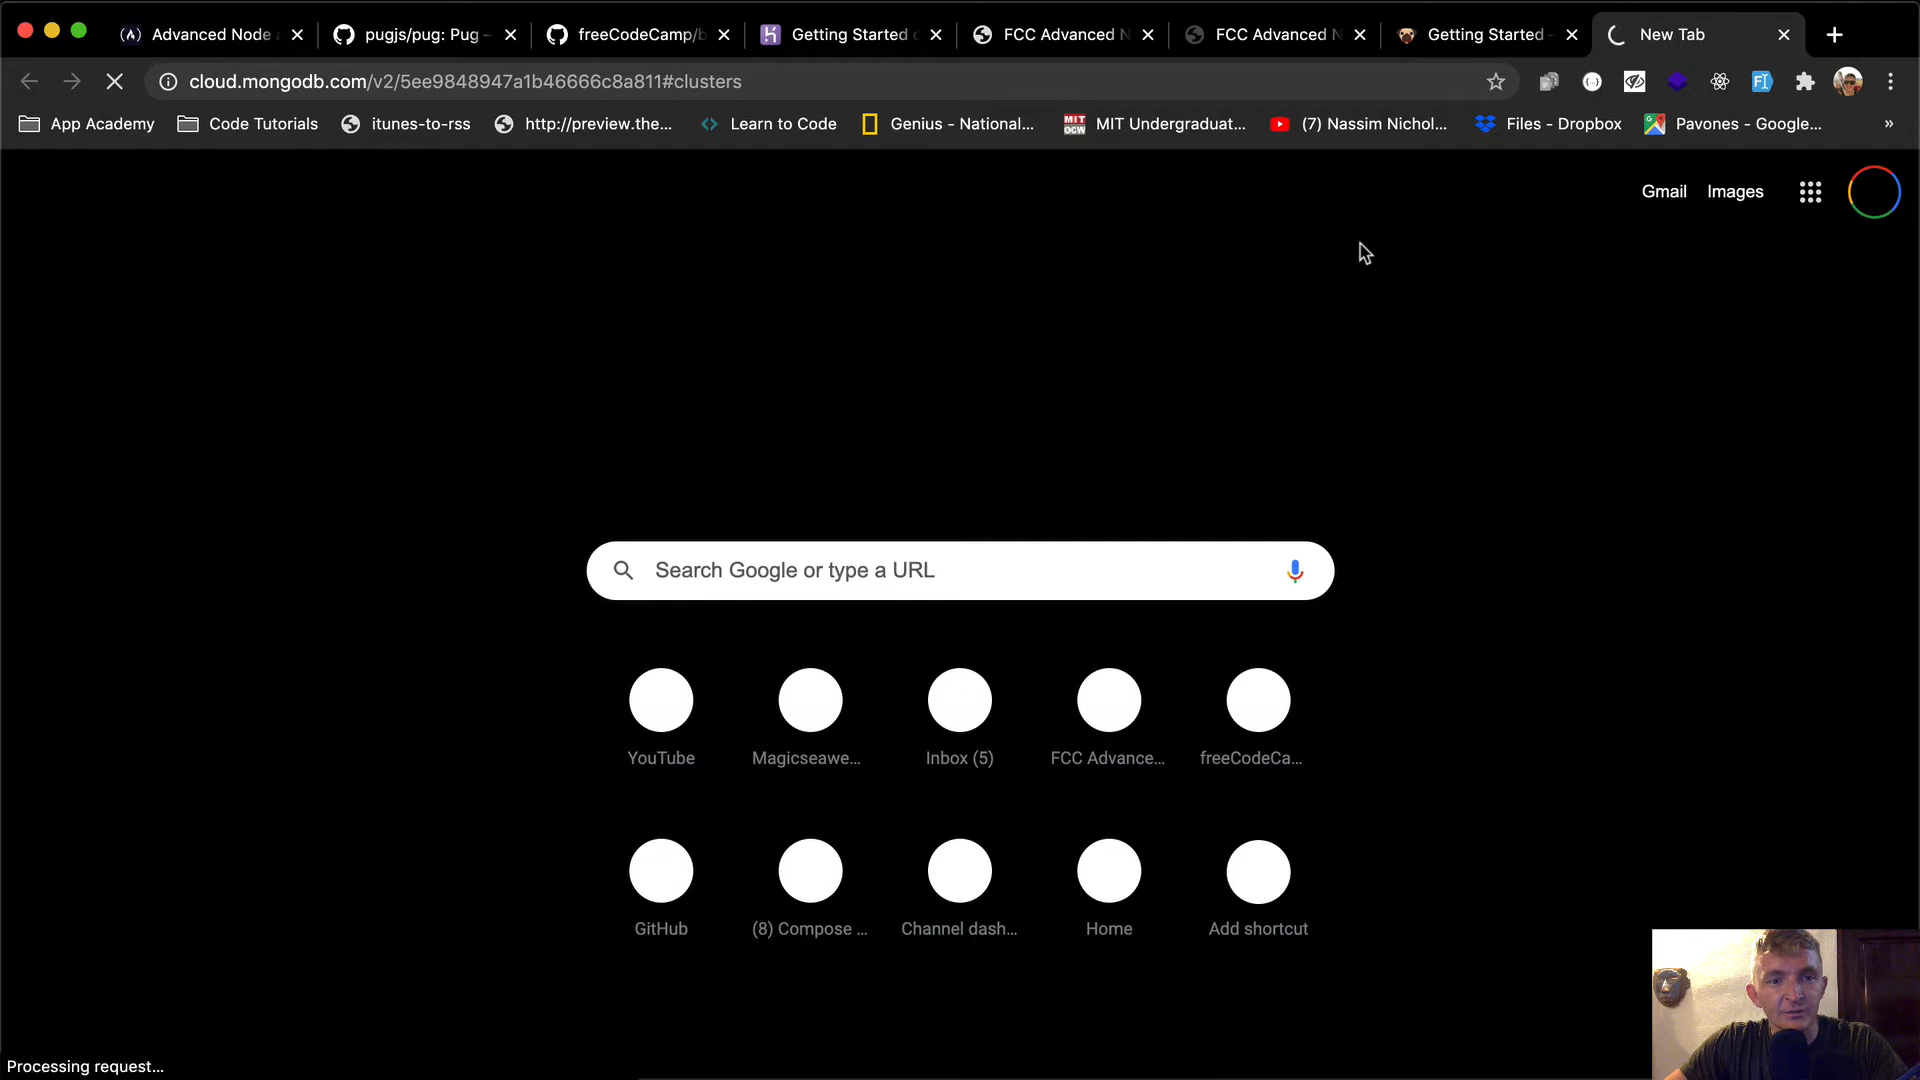 Advanced Node
pugjs/pug: Pug –
freeCodeCamp/b
Getting Started
FCC Advanced N
FCC Advanced N
Getting Started –
New Tab
cloud.mongodb.com/v2/5ee9848947a1b46666c8a811#clusters
App Academy
Code Tutorials
itunes-to-rss
http://preview.the...
Learn to Code
Genius - National...
MIT OCW
MIT Undergraduat...
(7) Nassim Nichol...
Files - Dropbox
Pavones - Google...
»
Gmail
Images
Search Google or type a URL
YouTube
Magicseawe...
Inbox (5)
FCC Advance...
freeCodeCa...
GitHub
(8) Compose ...
Channel dash...
Home
Add shortcut
Processing request...